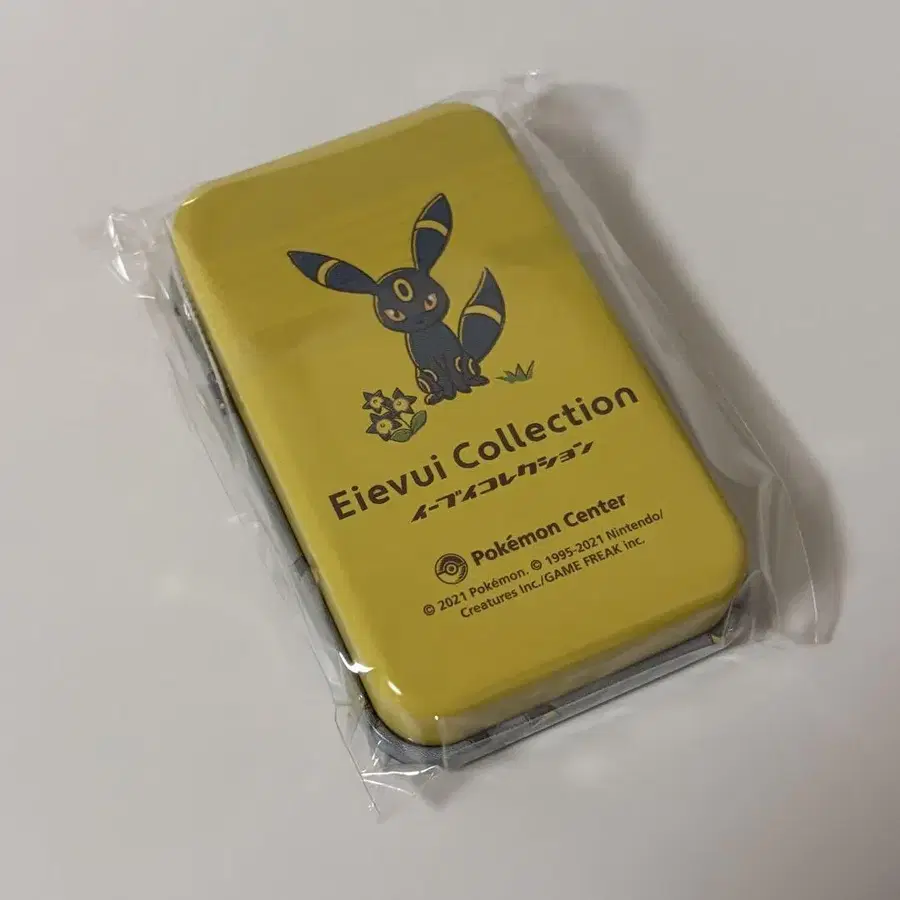 Eievui Collection
イーブイコレクション
Pokémon Center
© 2021 Pokémon. © 1995-2021 Nintendo/
Creatures Inc./GAME FREAK inc.